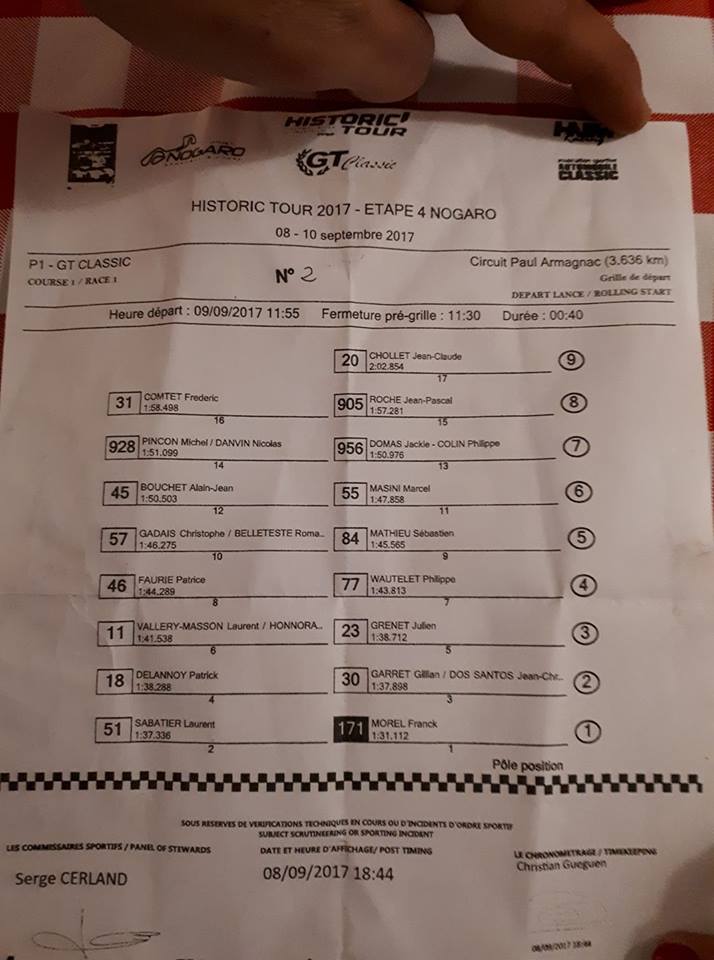 NOGARO
HISTORIC TOUR
GT Classic
AUTOMOBILE
CLASSIC
HISTORIC TOUR 2017 - ETAPE 4 NOGARO
08 - 10 septembre 2017
P1 - GT CLASSIC
COURSE 1 / RACE 1
N° 2
Circuit Paul Armagnac (3.636 km)
Grille de départ
DEPART LANCE / ROLLING START
Heure départ : 09/09/2017 11:55 Fermeture pré-grille : 11:30 Durée : 00:40
20 CHOLLET Jean-Claude 9
2:02.854
17
31 COMTET Frederic
1:58.498
16
905 ROCHE Jean-Pascal 8
1:57.281
15
928 PINCON Michel / DANVIN Nicolas
1:51.099
14
956 DOMAS Jackie - COLIN Philippe 7
1:50.976
13
45 BOUCHET Alain-Jean
1:50.503
12
55 MASINI Marcel 6
1:47.858
11
57 GADAIS Christophe / BELLETESTE Roma..
1:46.275
10
84 MATHIEU Sébastien 5
1:45.565
9
46 FAURIE Patrice
1:44.289
8
77 WAUTELET Philippe 4
1:43.813
7
11 VALLERY-MASSON Laurent / HONNORA..
1:41.538
6
23 GRENET Julien 3
1:38.712
5
18 DELANNOY Patrick
1:38.288
4
30 GARRET Gillian / DOS SANTOS Jean-Chr.. 2
1:37.898
3
51 SABATIER Laurent
1:37.336
2
171 MOREL Franck 1
1:31.112
1
Pôle position
SOUS RESERVES DE VERIFICATIONS TECHNIQUES EN COURS OU D'INCIDENTS D'ORDRE SPORTIF
SUBJECT SCRUTINEERING OR SPORTING INCIDENT
LES COMMISSAIRES SPORTIFS / PANEL OF STEWARDS
Serge CERLAND
DATE ET HEURE D'AFFICHAGE/ POST TIMING
08/09/2017 18:44
LE CHRONOMETRAGE / TIMEKEEPING
Christian Gueguen
08/09/2017 18:44